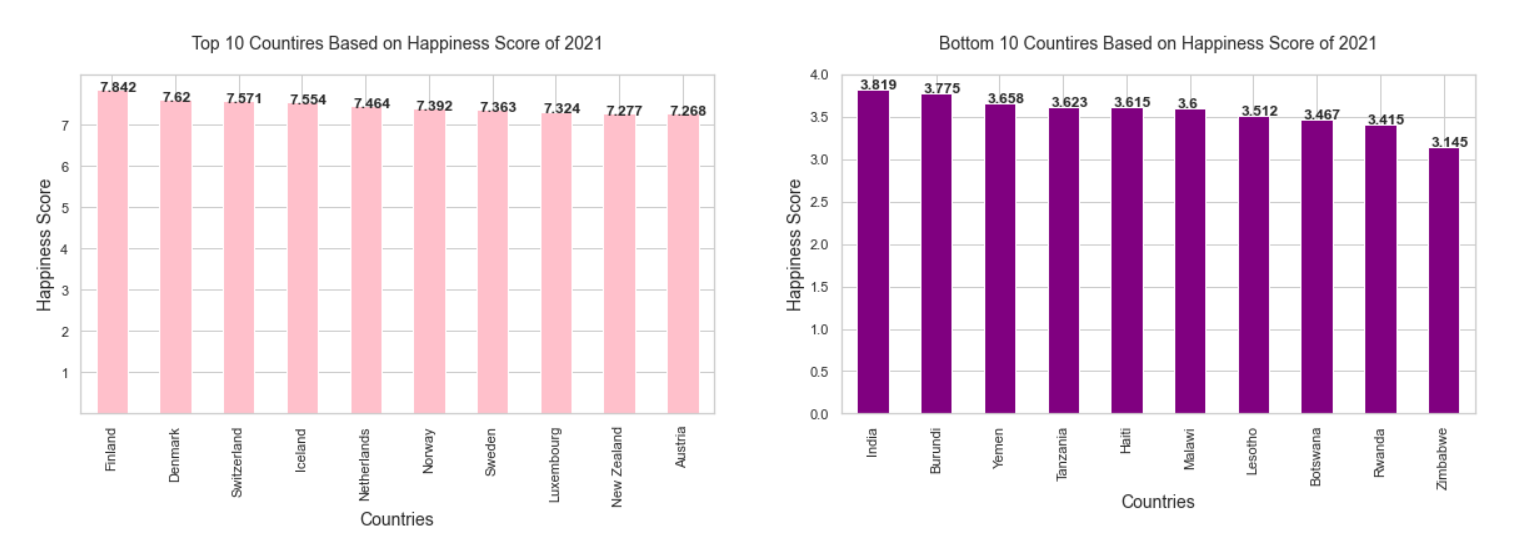 Top 10 Countires Based on Happiness Score of 2021
7.842
7.62
7.571
7.554
7.464
7.392
7.363
7.324
7.277
7.268
7
6
5
4
3
2
1
Happiness Score
Finland
Denmark
Switzerland
Iceland
Netherlands
Norway
Sweden
Luxembourg
New Zealand
Austria
Countries
Bottom 10 Countires Based on Happiness Score of 2021
3.819
3.775
3.658
3.623
3.615
3.6
3.512
3.467
3.415
3.145
4.0
3.5
3.0
2.5
2.0
1.5
1.0
0.5
0.0
Happiness Score
India
Burundi
Yemen
Tanzania
Haiti
Malawi
Lesotho
Botswana
Rwanda
Zimbabwe
Countries